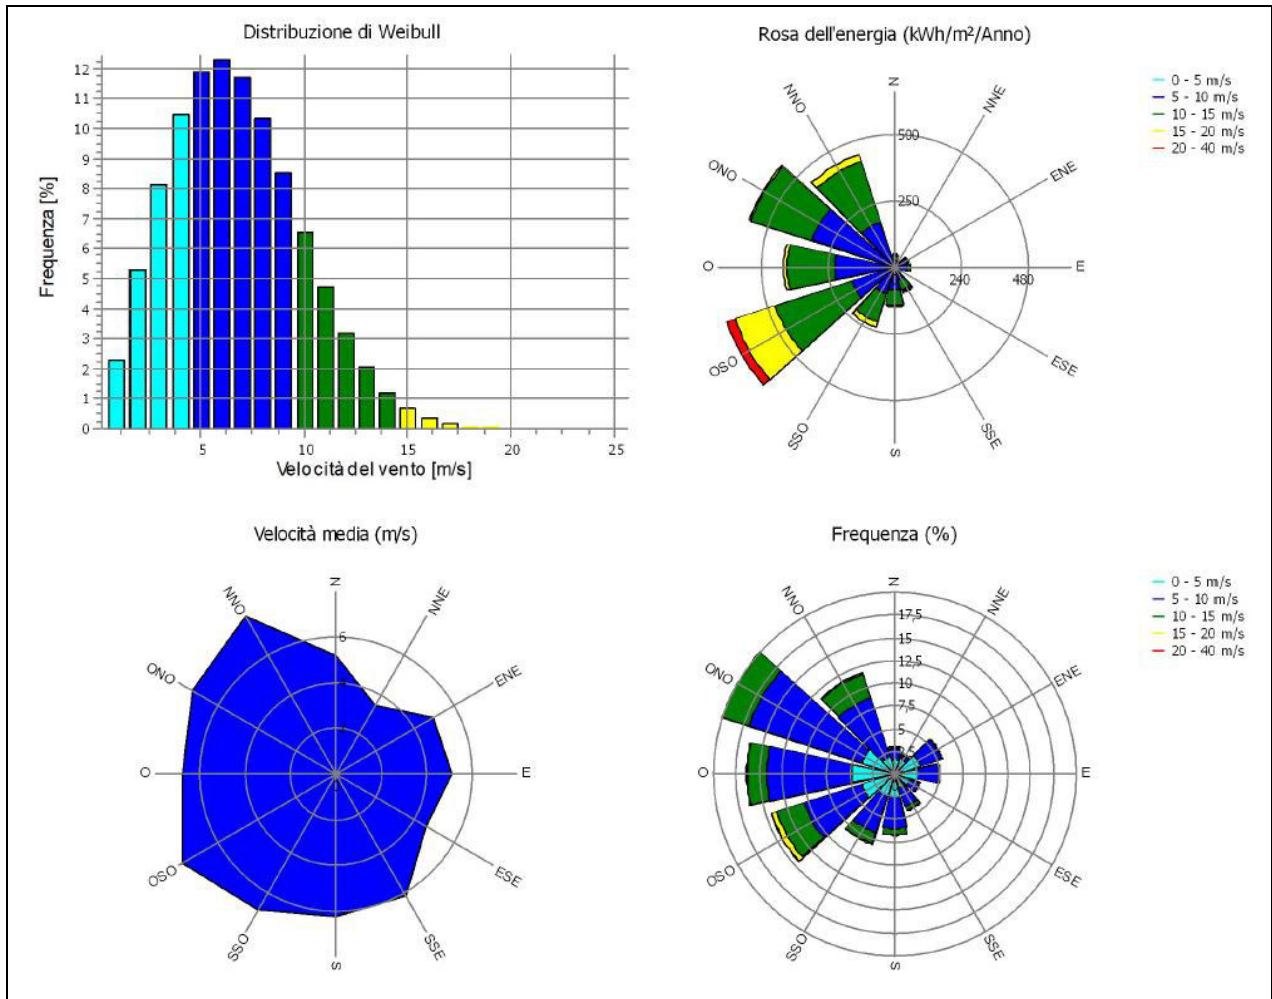 Distribuzione di Weibull
12
11
10
9
8
7
6
5
4
3
2
1
0
Frequenza [%]
5 10 15 20 25
Velocità del vento [m/s]
Rosa dell'energia (kWh/m²/Anno)
N
NNE
ENE
E
ESE
SSE
S
SSO
OSO
O
ONO
NNO
500
250
240 480
0 - 5 m/s
5 - 10 m/s
10 - 15 m/s
15 - 20 m/s
20 - 40 m/s
Velocità media (m/s)
N
NNE
ENE
E
ESE
SSE
S
SSO
OSO
O
ONO
NNO
6
Frequenza (%)
N
NNE
ENE
E
ESE
SSE
S
SSO
OSO
O
ONO
NNO
17,5
15
12,5
10
7,5
5
0 - 5 m/s
5 - 10 m/s
10 - 15 m/s
15 - 20 m/s
20 - 40 m/s